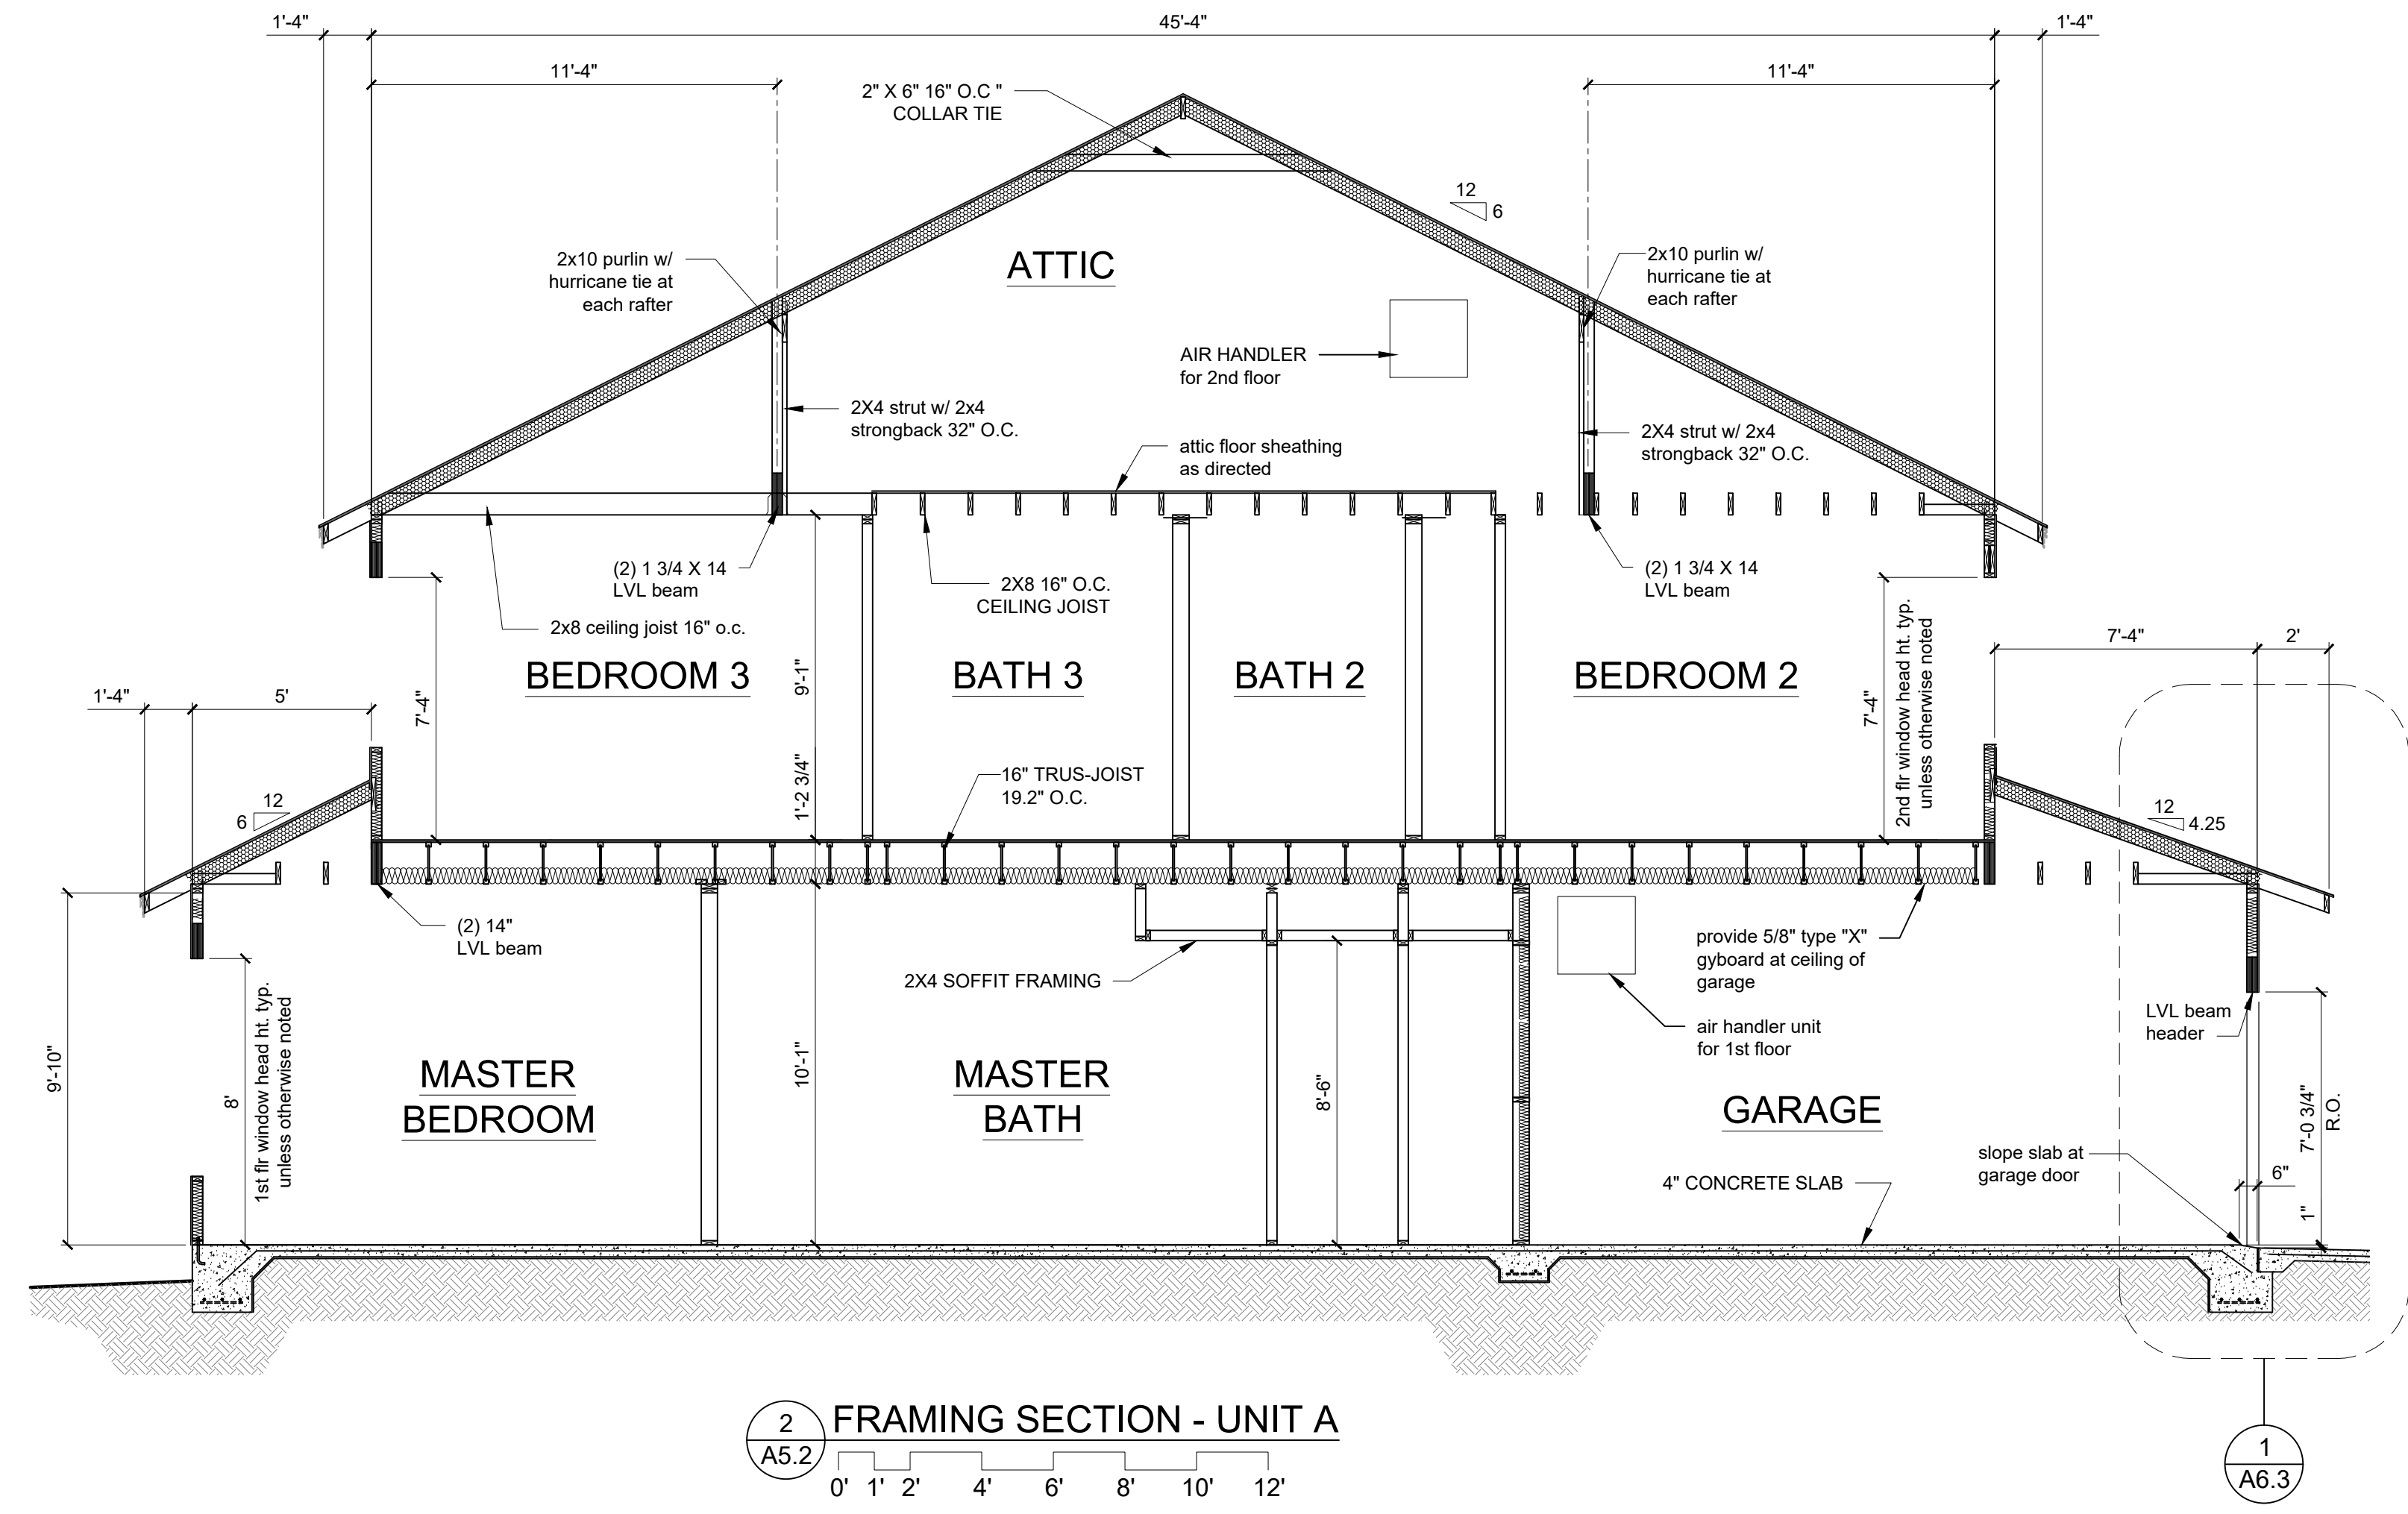 1'-4"
45'-4"
1'-4"
11'-4"
11'-4"
2" X 6" 16" O.C "
COLLAR TIE
12
6
ATTIC
2x10 purlin w/
hurricane tie at
each rafter
2x10 purlin w/
hurricane tie at
each rafter
AIR HANDLER
for 2nd floor
2X4 strut w/ 2x4
strongback 32" O.C.
attic floor sheathing
as directed
2X4 strut w/ 2x4
strongback 32" O.C.
(2) 1 3/4 X 14
LVL beam
2X8 16" O.C.
CEILING JOIST
(2) 1 3/4 X 14
LVL beam
2x8 ceiling joist 16" o.c.
BEDROOM 3
BATH 3
BATH 2
BEDROOM 2
7'-4"
9'-1"
7'-4"
2nd flr window head ht. typ.
unless otherwise noted
7'-4"
2'
1'-4"
5'
1'-2 3/4"
16" TRUS-JOIST
19.2" O.C.
12
6
12
4.25
(2) 14"
LVL beam
2X4 SOFFIT FRAMING
provide 5/8" type "X"
gyboard at ceiling of
garage
air handler unit
for 1st floor
LVL beam
header
9'-10"
8'
1st flr window head ht. typ.
unless otherwise noted
MASTER
BEDROOM
10'-1"
MASTER
BATH
8'-6"
GARAGE
7'-0 3/4"
R.O.
slope slab at
garage door
6"
4" CONCRETE SLAB
1"
2
A5.2
FRAMING SECTION - UNIT A
0' 1' 2' 4' 6' 8' 10' 12'
1
A6.3